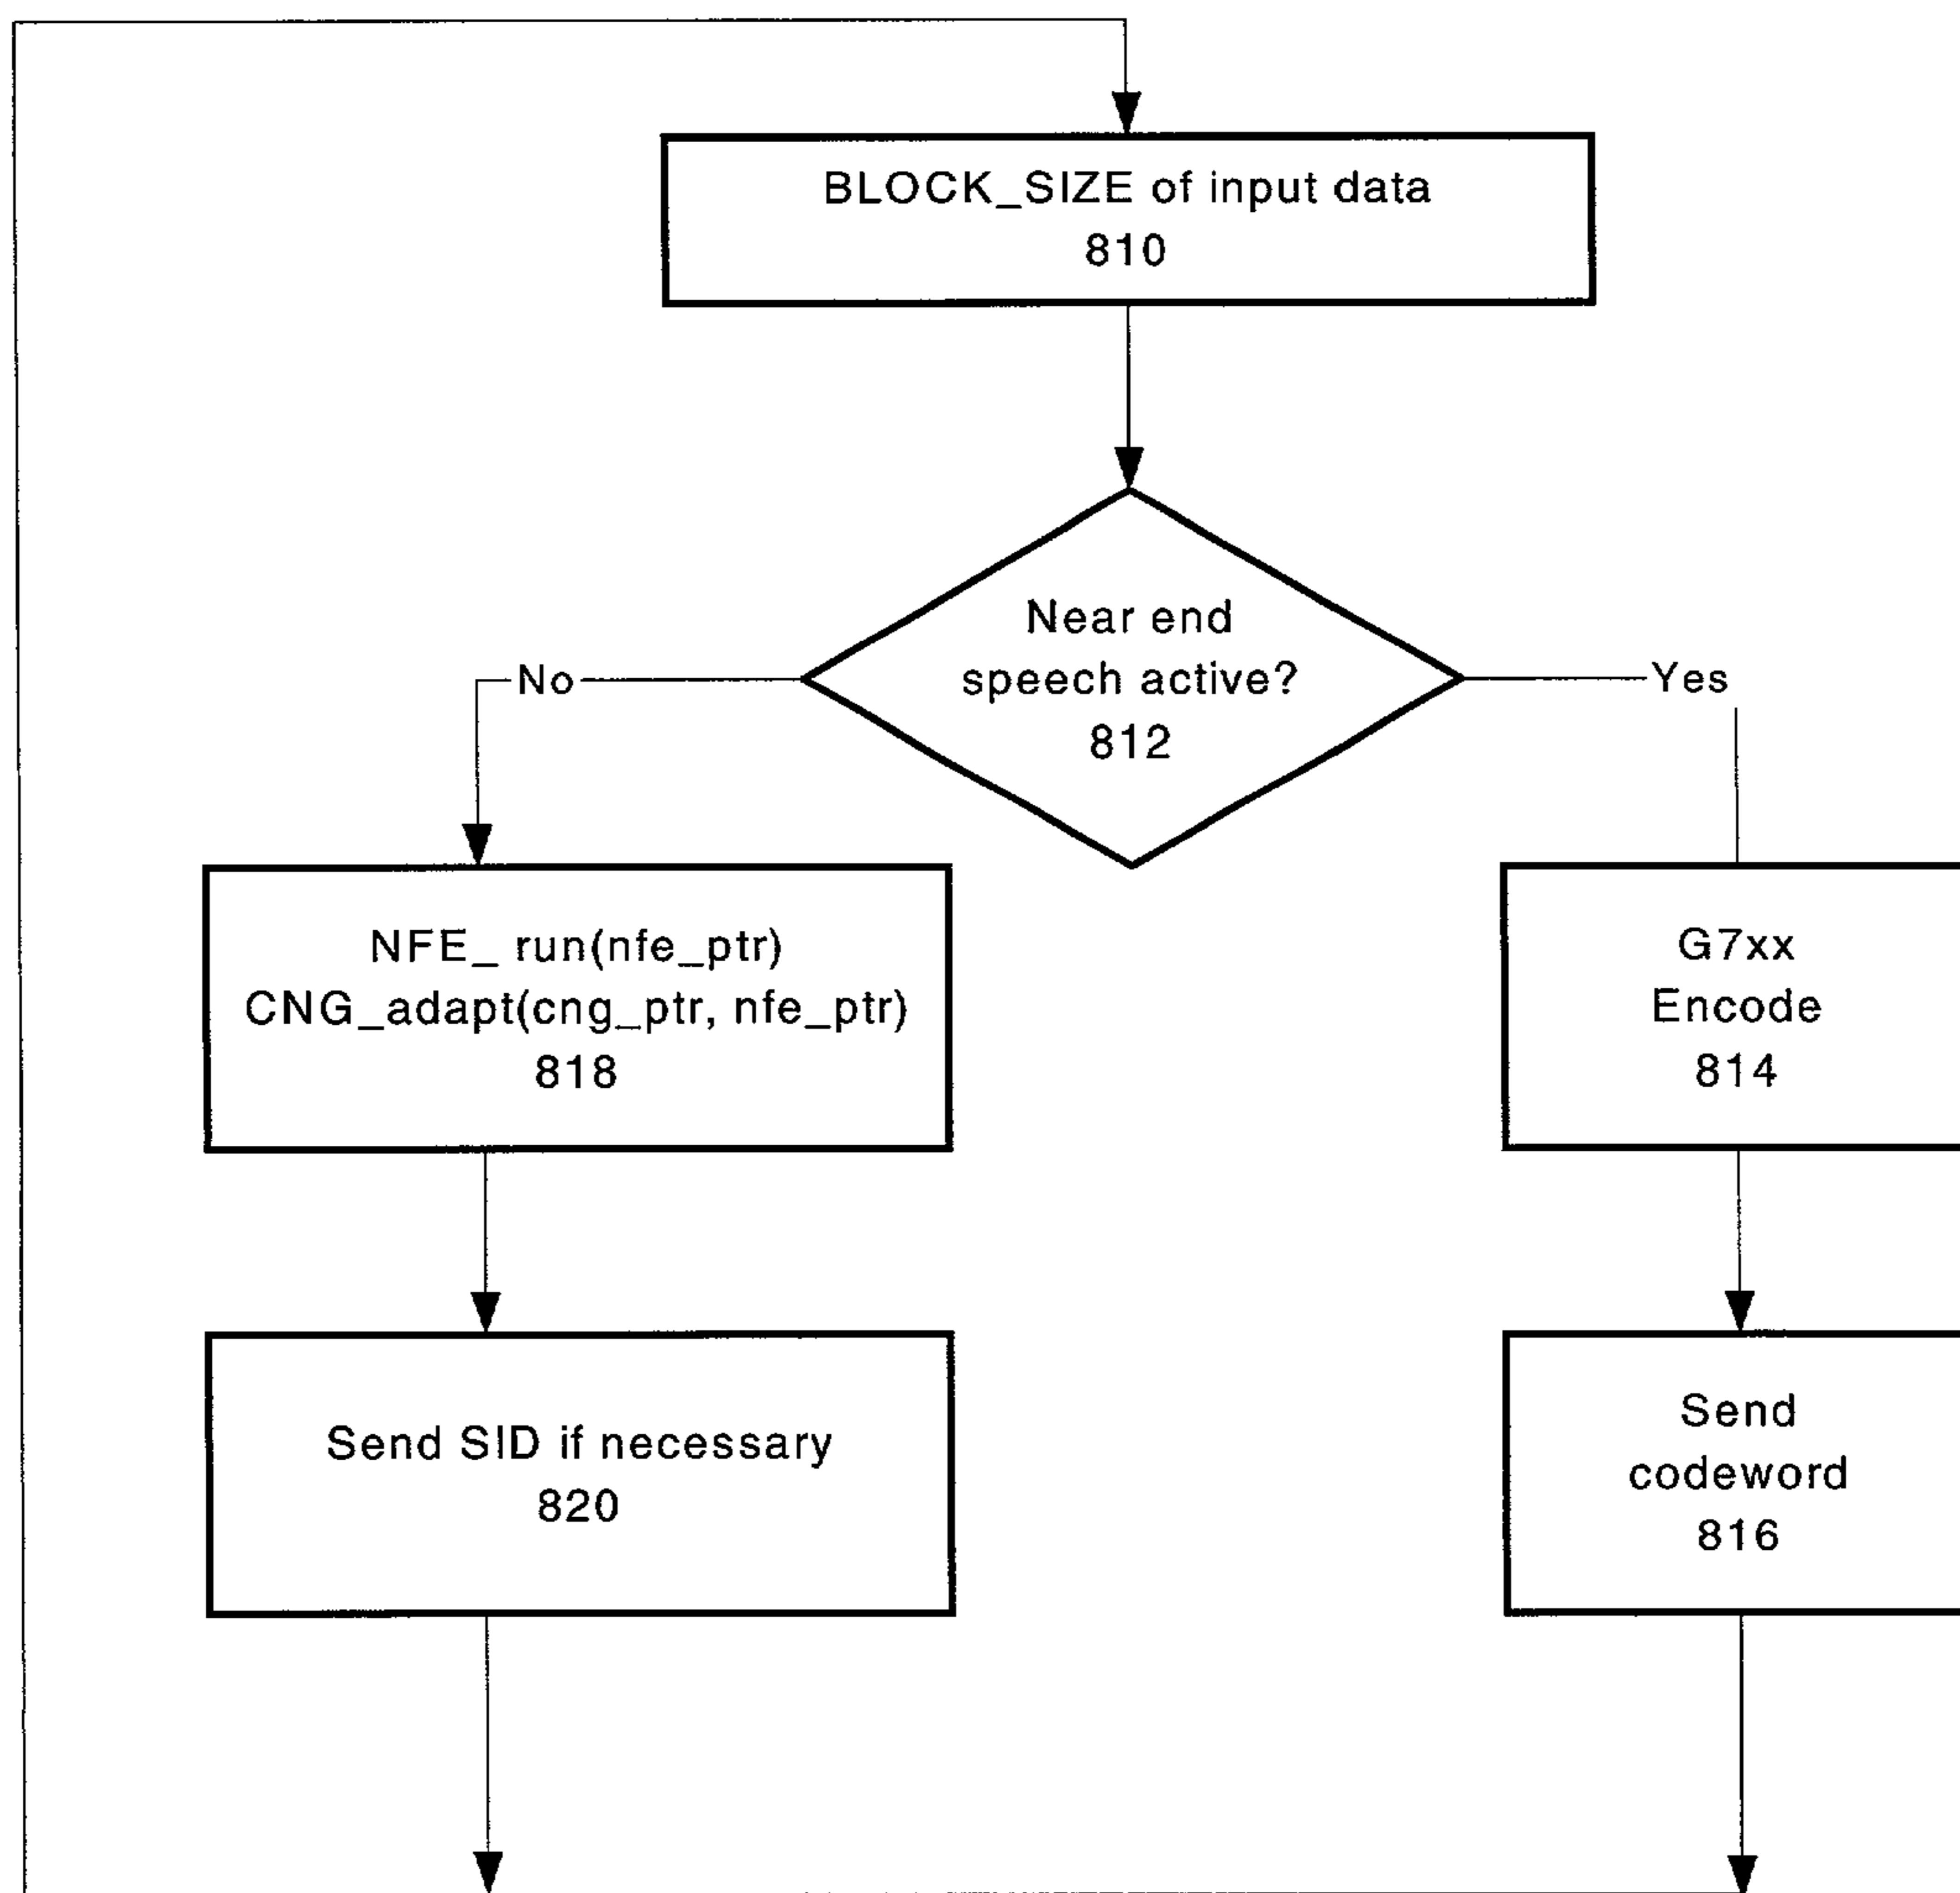 BLOCK_SIZE of input data
810
Near end
speech active?
812
No
Yes
NFE_ run(nfe_ptr)
CNG_adapt(cng_ptr, nfe_ptr)
818
G7xx
Encode
814
Send SID if necessary
820
Send
codeword
816